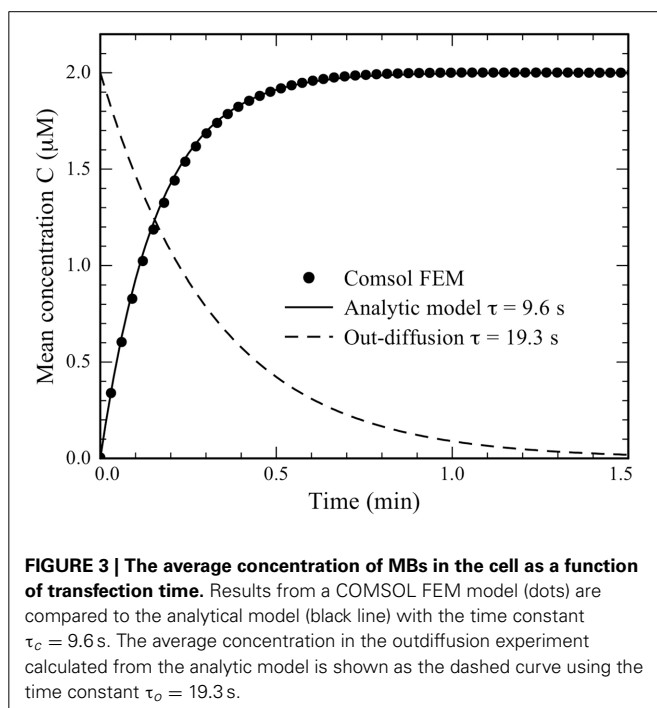 2.0
1.5
1.0
0.5
0.0
Mean concentration C (μM)
Comsol FEM
Analytic model τ = 9.6 s
Out-diffusion τ = 19.3 s
0.0
0.5
1.0
1.5
Time (min)
FIGURE 3 | The average concentration of MBs in the cell as a function
of transfection time. Results from a COMSOL FEM model (dots) are
compared to the analytical model (black line) with the time constant
τc = 9.6 s. The average concentration in the outdiffusion experiment
calculated from the analytic model is shown as the dashed curve using the
time constant τo = 19.3 s.